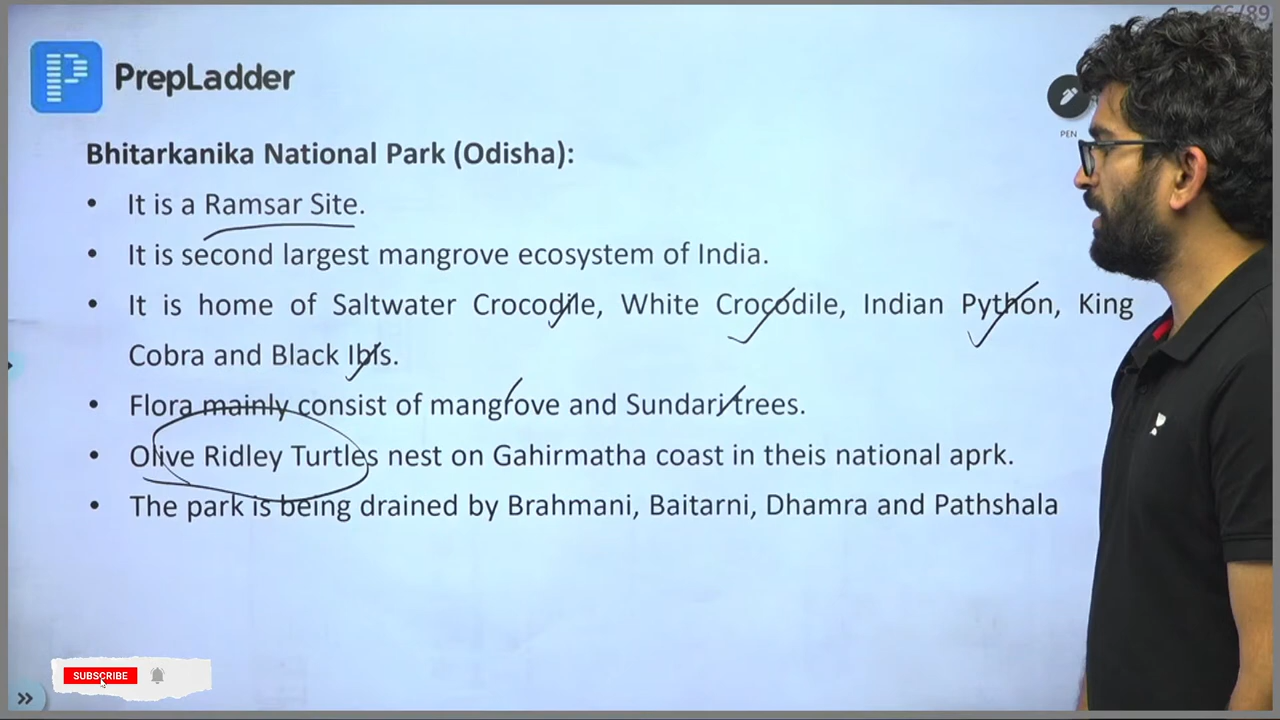 66/89
PrepLadder
PEN
Bhitarkanika National Park (Odisha):
• It is a Ramsar Site.
• It is second largest mangrove ecosystem of India.
• It is home of Saltwater Crocodile, White Crocodile, Indian Python, King
Cobra and Black Ibis.
• Flora mainly consist of mangrove and Sundari trees.
• Olive Ridley Turtles nest on Gahirmatha coast in theis national aprk.
• The park is being drained by Brahmani, Baitarni, Dhamra and Pathshala
SUBSCRIBE